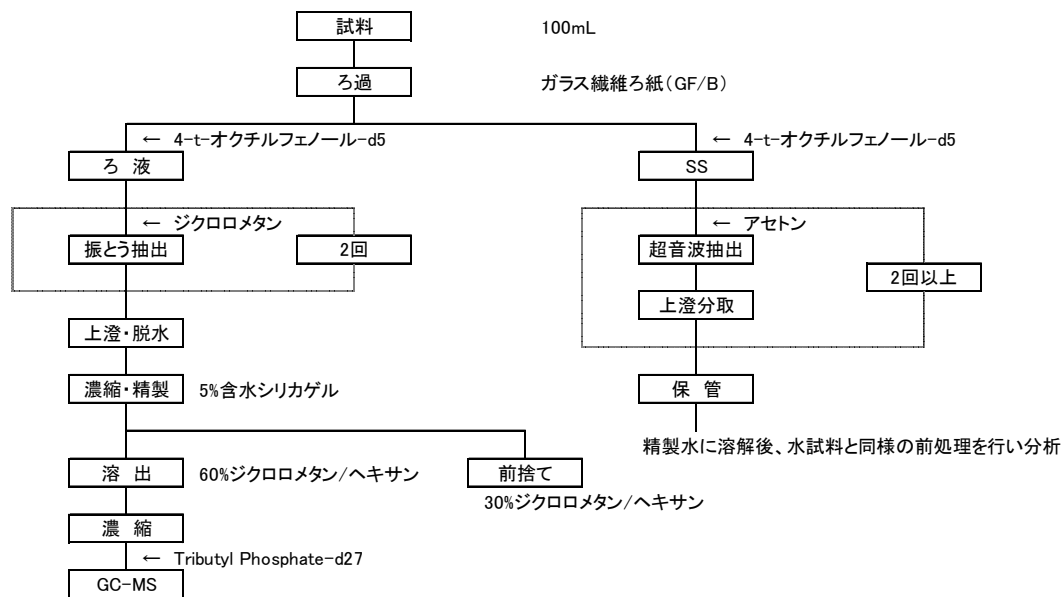 試料 100mL
ろ過 ガラス繊維ろ紙(GF/B)
← 4-t-オクチルフェノール-d5 ← 4-t-オクチルフェノール-d5
ろ 液 SS
← ジクロロメタン ← アセトン
振とう抽出 2回 超音波抽出
2回以上
上澄分取
上澄・脱水
濃縮・精製 5%含水シリカゲル 保 管
精製水に溶解後、水試料と同様の前処理を行い分析
溶 出 60%ジクロロメタン/ヘキサン 前捨て
30%ジクロロメタン/ヘキサン
濃 縮
← Tributyl Phosphate-d27
GC-MS